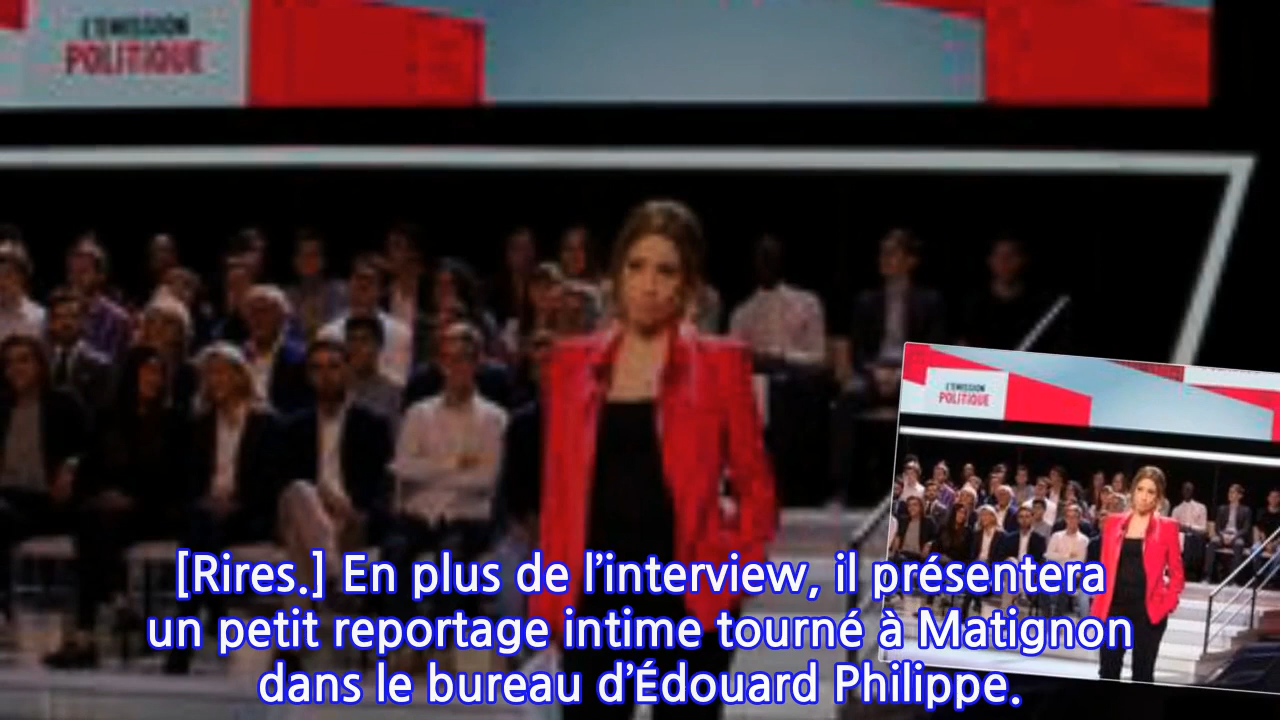 L'ÉMISSION
POLITIQUE
L'ÉMISSION
POLITIQUE
[Rires.] En plus de l’interview, il présentera
un petit reportage intime tourné à Matignon
dans le bureau d’Édouard Philippe.